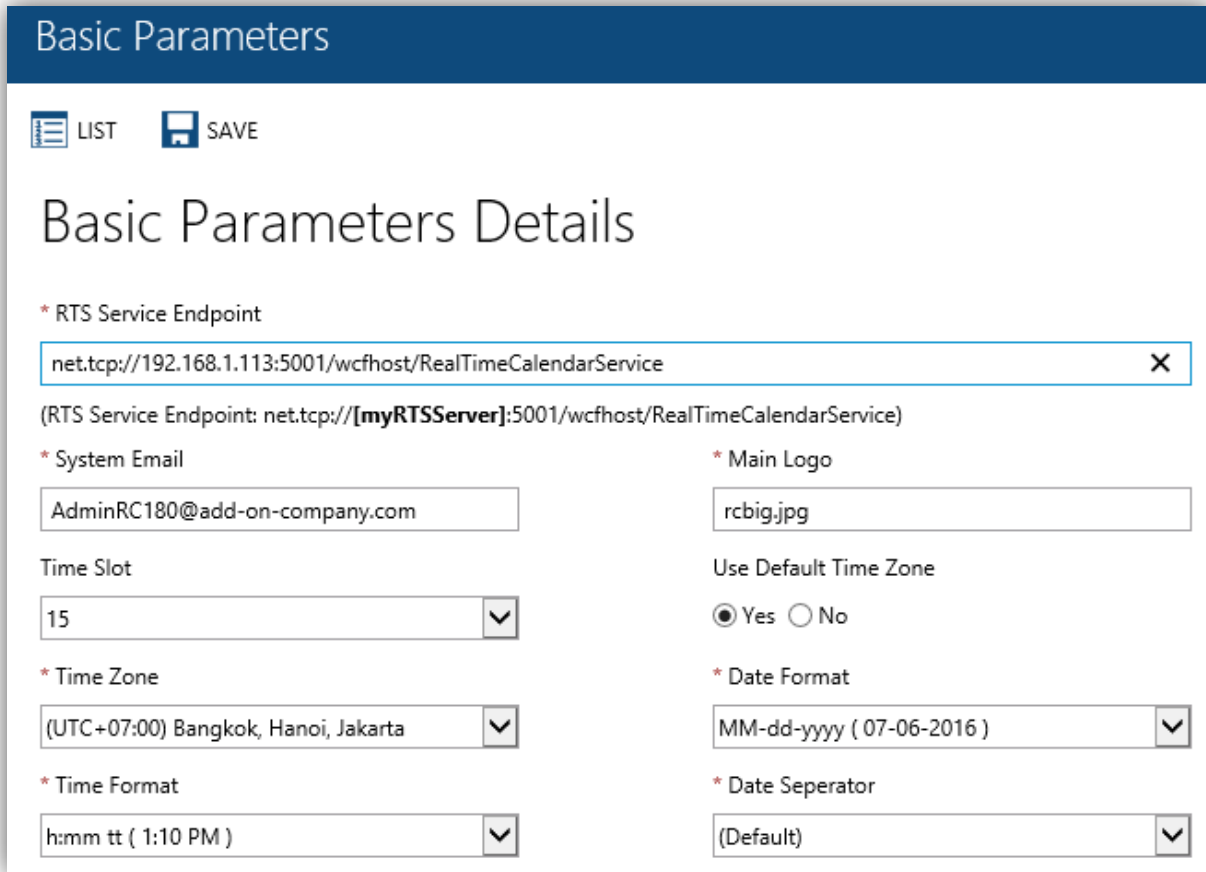 Basic Parameters
LIST SAVE
Basic Parameters Details
* RTS Service Endpoint
net.tcp://192.168.1.113:5001/wcfhost/RealTimeCalendarService
(RTS Service Endpoint: net.tcp://[myRTSServer]:5001/wcfhost/RealTimeCalendarService)
* System Email * Main Logo
AdminRC180@add-on-company.com rcbig.jpg
Time Slot Use Default Time Zone
15 Yes No
* Time Zone * Date Format
(UTC+07:00) Bangkok, Hanoi, Jakarta MM-dd-yyyy ( 07-06-2016 )
* Time Format * Date Seperator
h:mm tt ( 1:10 PM ) (Default)